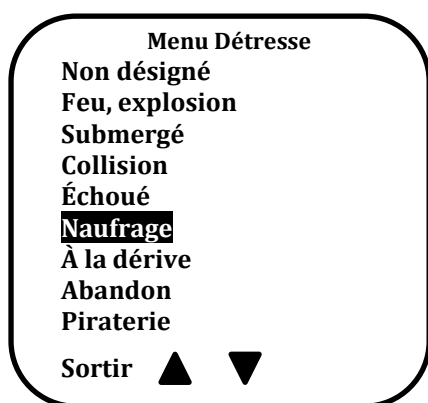 Menu Détresse
Non désigné
Feu, explosion
Submergé
Collision
Échoué
Naufrage
À la dérive
Abandon
Piraterie
Sortir